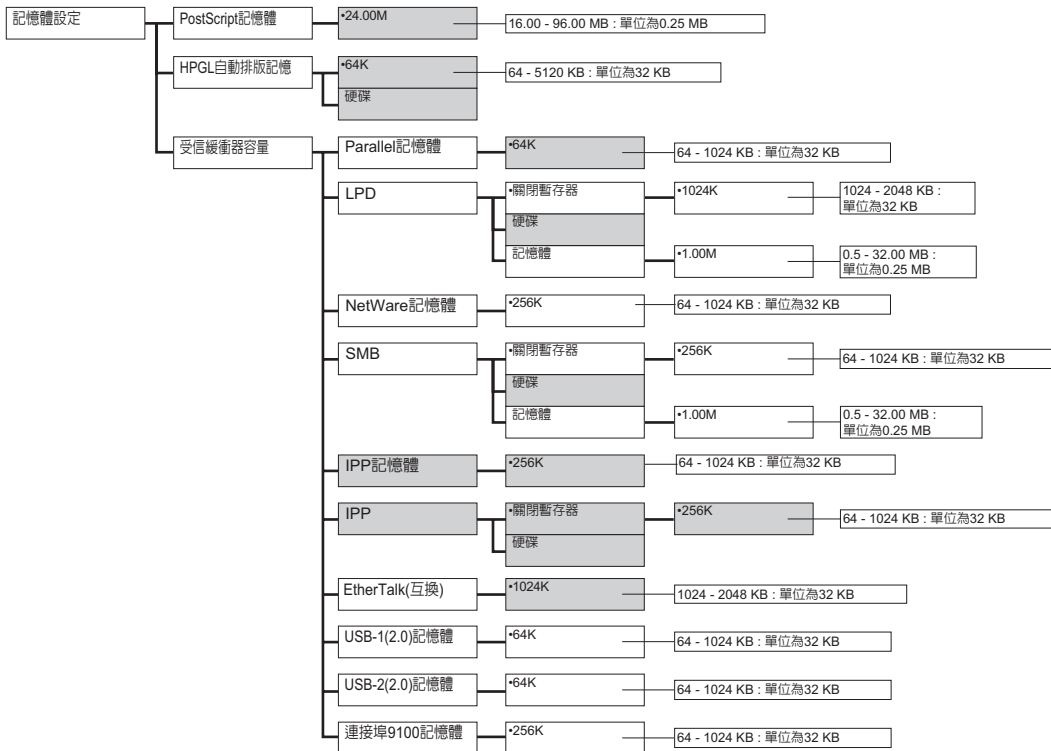 記憶體設定
PostScript記憶體
•24.00M
16.00 - 96.00 MB : 單位為0.25 MB
HPGL自動排版記憶
•64K
64 - 5120 KB : 單位為32 KB
硬碟
受信緩衝器容量
Parallel記憶體
•64K
64 - 1024 KB : 單位為32 KB
LPD
•關閉暫存器
•1024K
1024 - 2048 KB :
單位為32 KB
硬碟
記憶體
•1.00M
0.5 - 32.00 MB :
單位為0.25 MB
NetWare記憶體
•256K
64 - 1024 KB : 單位為32 KB
SMB
•關閉暫存器
•256K
64 - 1024 KB : 單位為32 KB
硬碟
記憶體
•1.00M
0.5 - 32.00 MB :
單位為0.25 MB
IPP記憶體
•256K
64 - 1024 KB : 單位為32 KB
IPP
•關閉暫存器
•256K
64 - 1024 KB : 單位為32 KB
硬碟
EtherTalk(互換)
•1024K
1024 - 2048 KB : 單位為32 KB
USB-1(2.0)記憶體
•64K
64 - 1024 KB : 單位為32 KB
USB-2(2.0)記憶體
•64K
64 - 1024 KB : 單位為32 KB
連接埠9100記憶體
•256K
64 - 1024 KB : 單位為32 KB